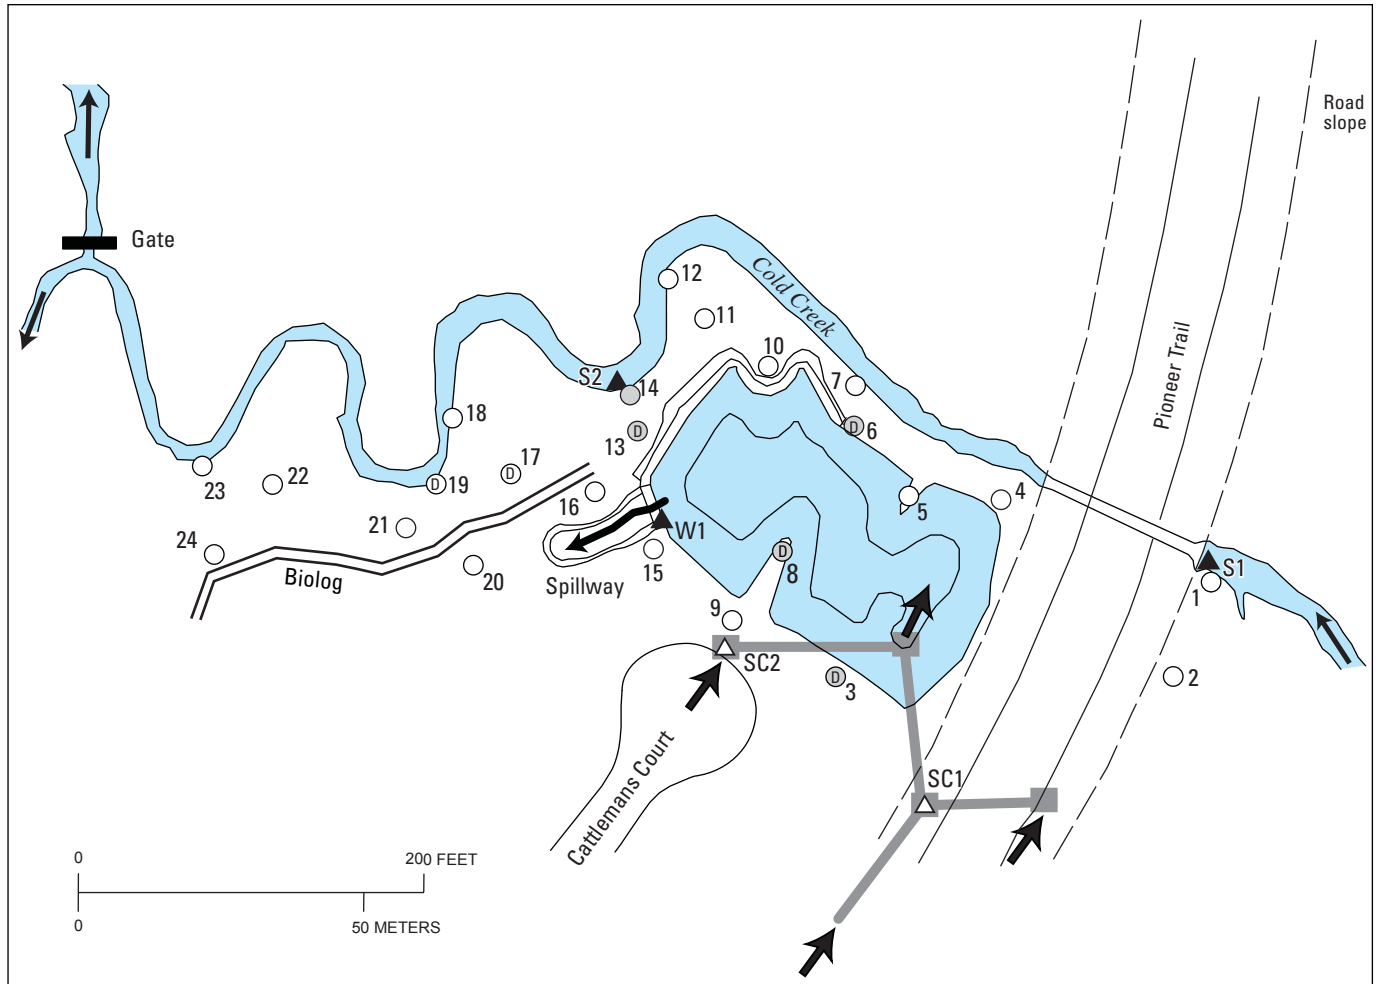 Road
slope
Gate
Cold Creek
Pioneer Trail
12
11
10
S2
14
7
18
13
6
17
D
D
23
22
D
19
D
16
5
4
21
W1
24
15
D
8
S1
Biolog
20
Spillway
1
9
SC2
D
3
2
SC1
Cattlemans Court
0
200 FEET
0
50 METERS